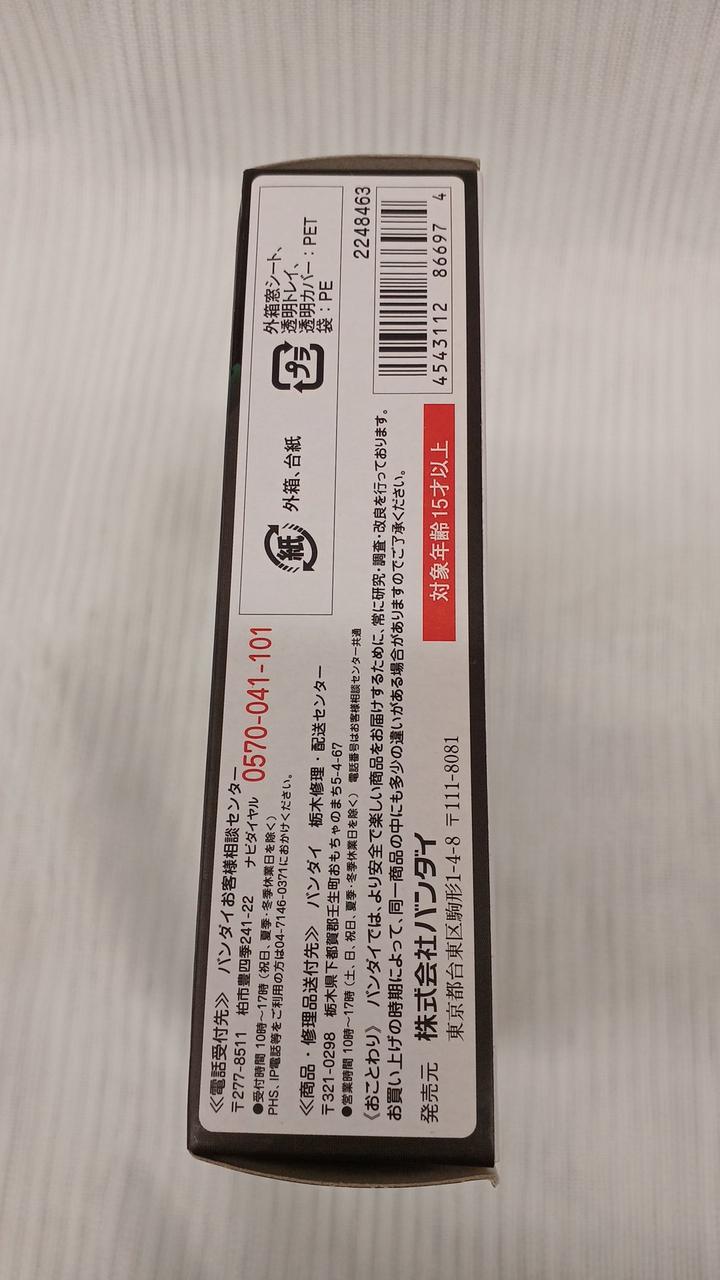 ≪電話受付先≫ バンダイお客様相談センター
〒277-8511 柏市豊四季241-22 ナビダイヤル 0570-041-101
●受付時間 10時～17時(祝日、夏季・冬季休業日を除く)
PHS、IP電話等をご利用の方は04-7146-0371におかけください。
≪商品・修理品送付先≫ バンダイ 栃木修理・配送センター
〒321-0298 栃木県下都賀郡壬生町おもちゃのまち5-4-67
●営業時間 10時～17時(土、日、祝日、夏季・冬季休業日を除く) 電話番号はお客様相談センター共通
《おことわり》 バンダイでは、より安全で楽しい商品をお届けするために、常に研究・調査・改良を行っております。
お買い上げの時期によって、同一商品の中にも多少の違いがある場合がありますのでご了承ください。
発売元 株式会社バンダイ
東京都台東区駒形1-4-8 〒111-8081
紙 外箱、台紙
プラ
外箱窓シート、
透明トレイ、
透明カバー:PET
袋:PE
2248463
4543112 866974
対象年齢15才以上